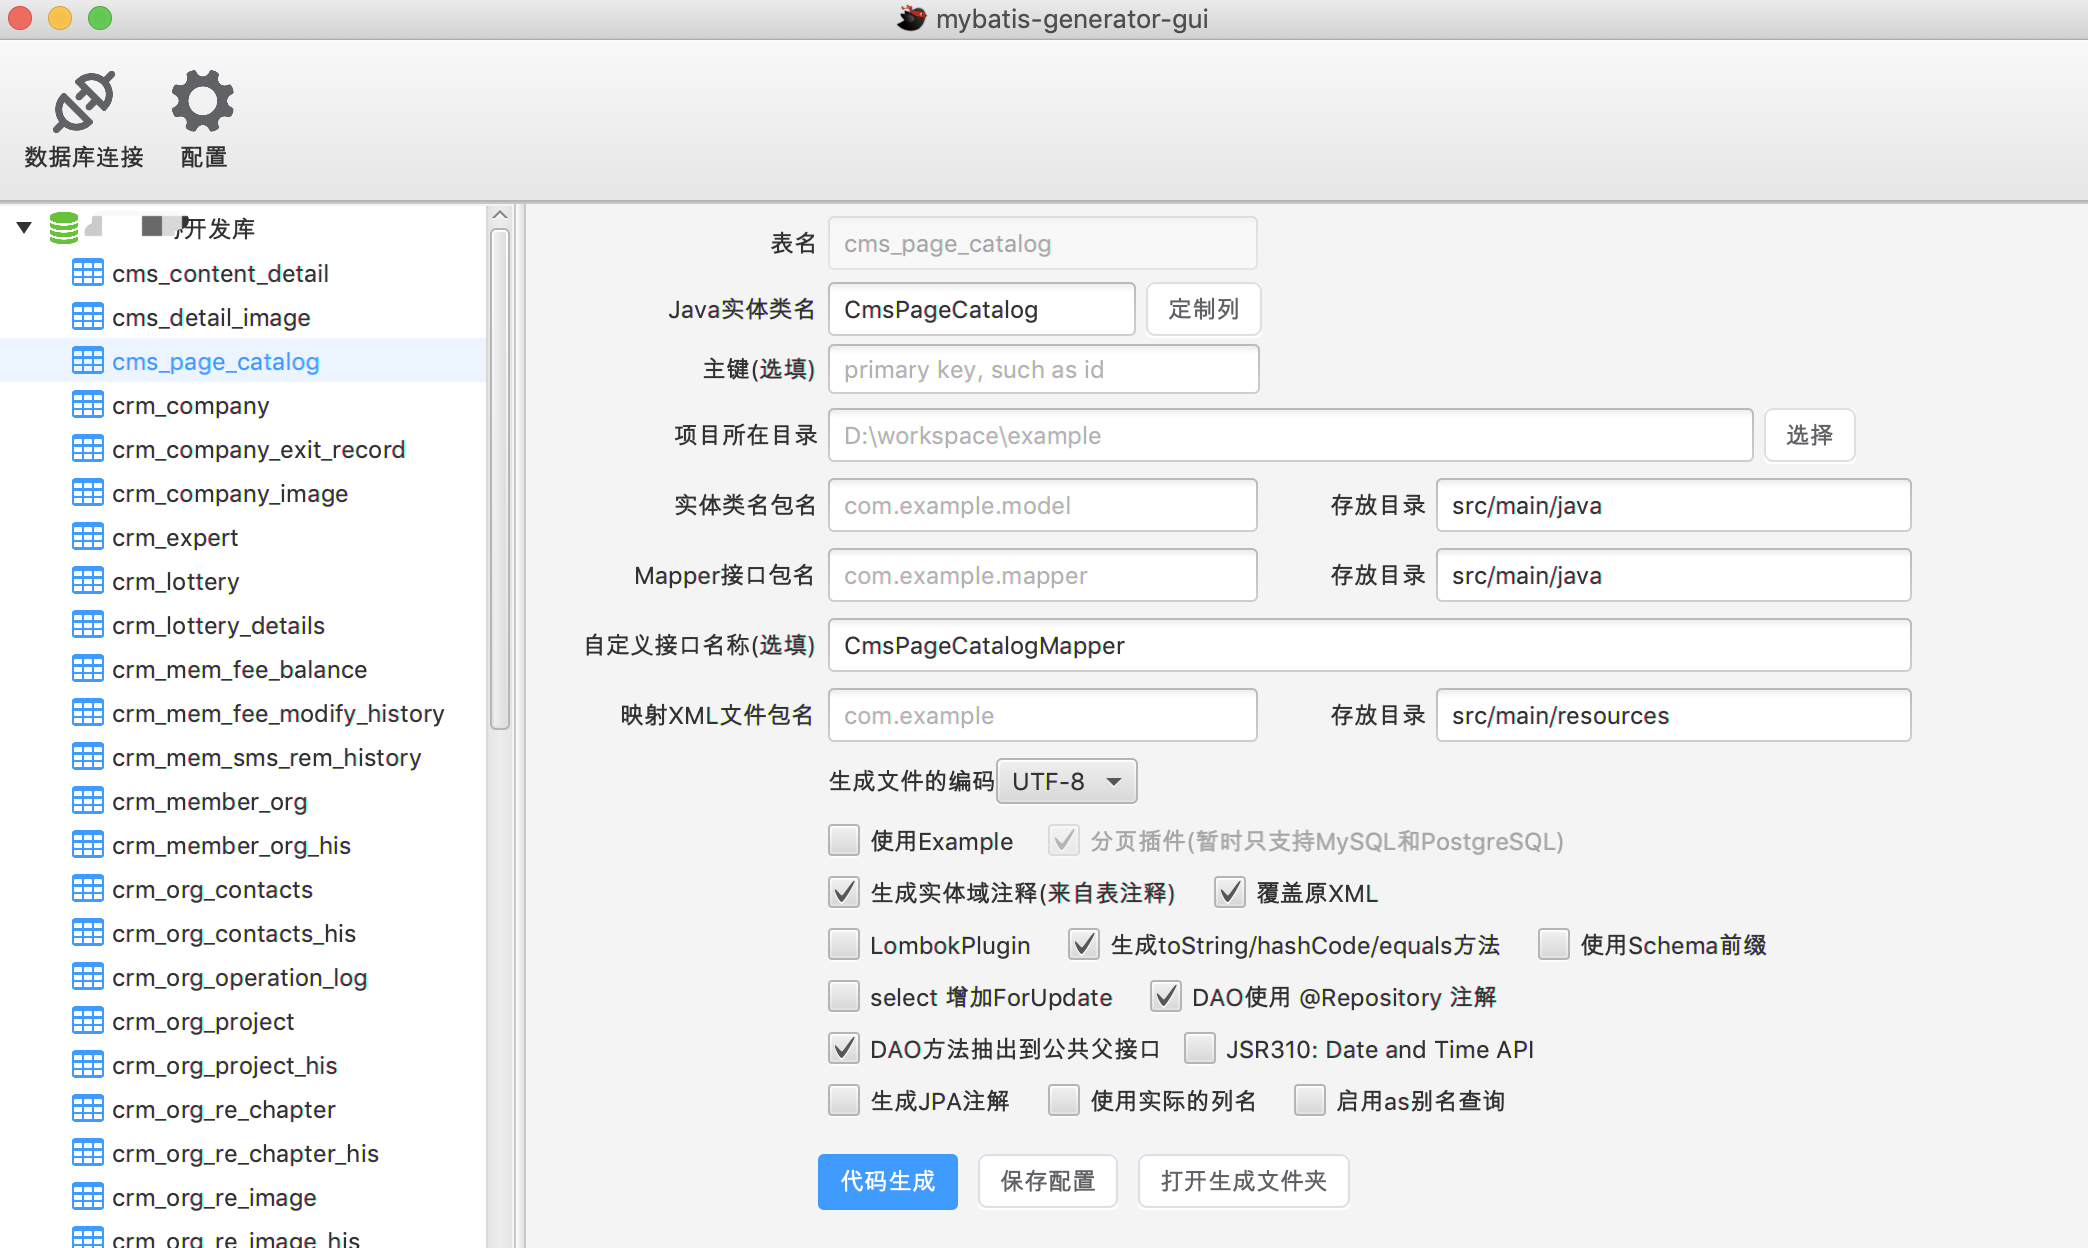 mybatis-generator-gui
数据库连接
配置
开发库
cms_content_detail
cms_detail_image
cms_page_catalog
crm_company
crm_company_exit_record
crm_company_image
crm_expert
crm_lottery
crm_lottery_details
crm_mem_fee_balance
crm_mem_fee_modify_history
crm_mem_sms_rem_history
crm_member_org
crm_member_org_his
crm_org_contacts
crm_org_contacts_his
crm_org_operation_log
crm_org_project
crm_org_project_his
crm_org_re_chapter
crm_org_re_chapter_his
crm_org_re_image
crm_org_re_image_his
表名 cms_page_catalog
Java实体类名 CmsPageCatalog 定制列
主键(选填) primary key, such as id
项目所在目录 D:\workspace\example 选择
实体类名包名 com.example.model 存放目录 src/main/java
Mapper接口包名 com.example.mapper 存放目录 src/main/java
自定义接口名称(选填) CmsPageCatalogMapper
映射XML文件包名 com.example 存放目录 src/main/resources
生成文件的编码 UTF-8
使用Example 分页插件(暂时只支持MySQL和PostgreSQL)
生成实体域注释(来自表注释) 覆盖原XML
LombokPlugin 生成toString/hashCode/equals方法 使用Schema前缀
select 增加ForUpdate DAO使用 @Repository 注解
DAO方法抽出到公共父接口 JSR310: Date and Time API
生成JPA注解 使用实际的列名 启用as别名查询
代码生成 保存配置 打开生成文件夹